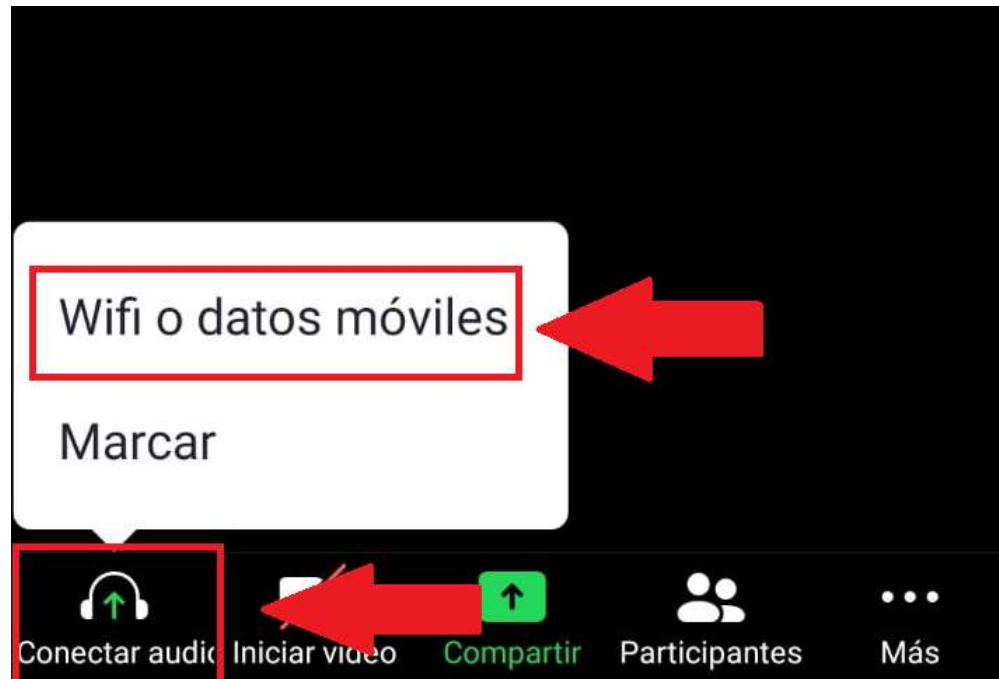 Wifi o datos móviles
Marcar
Conectar audio Iniciar video Compartir Participantes Más